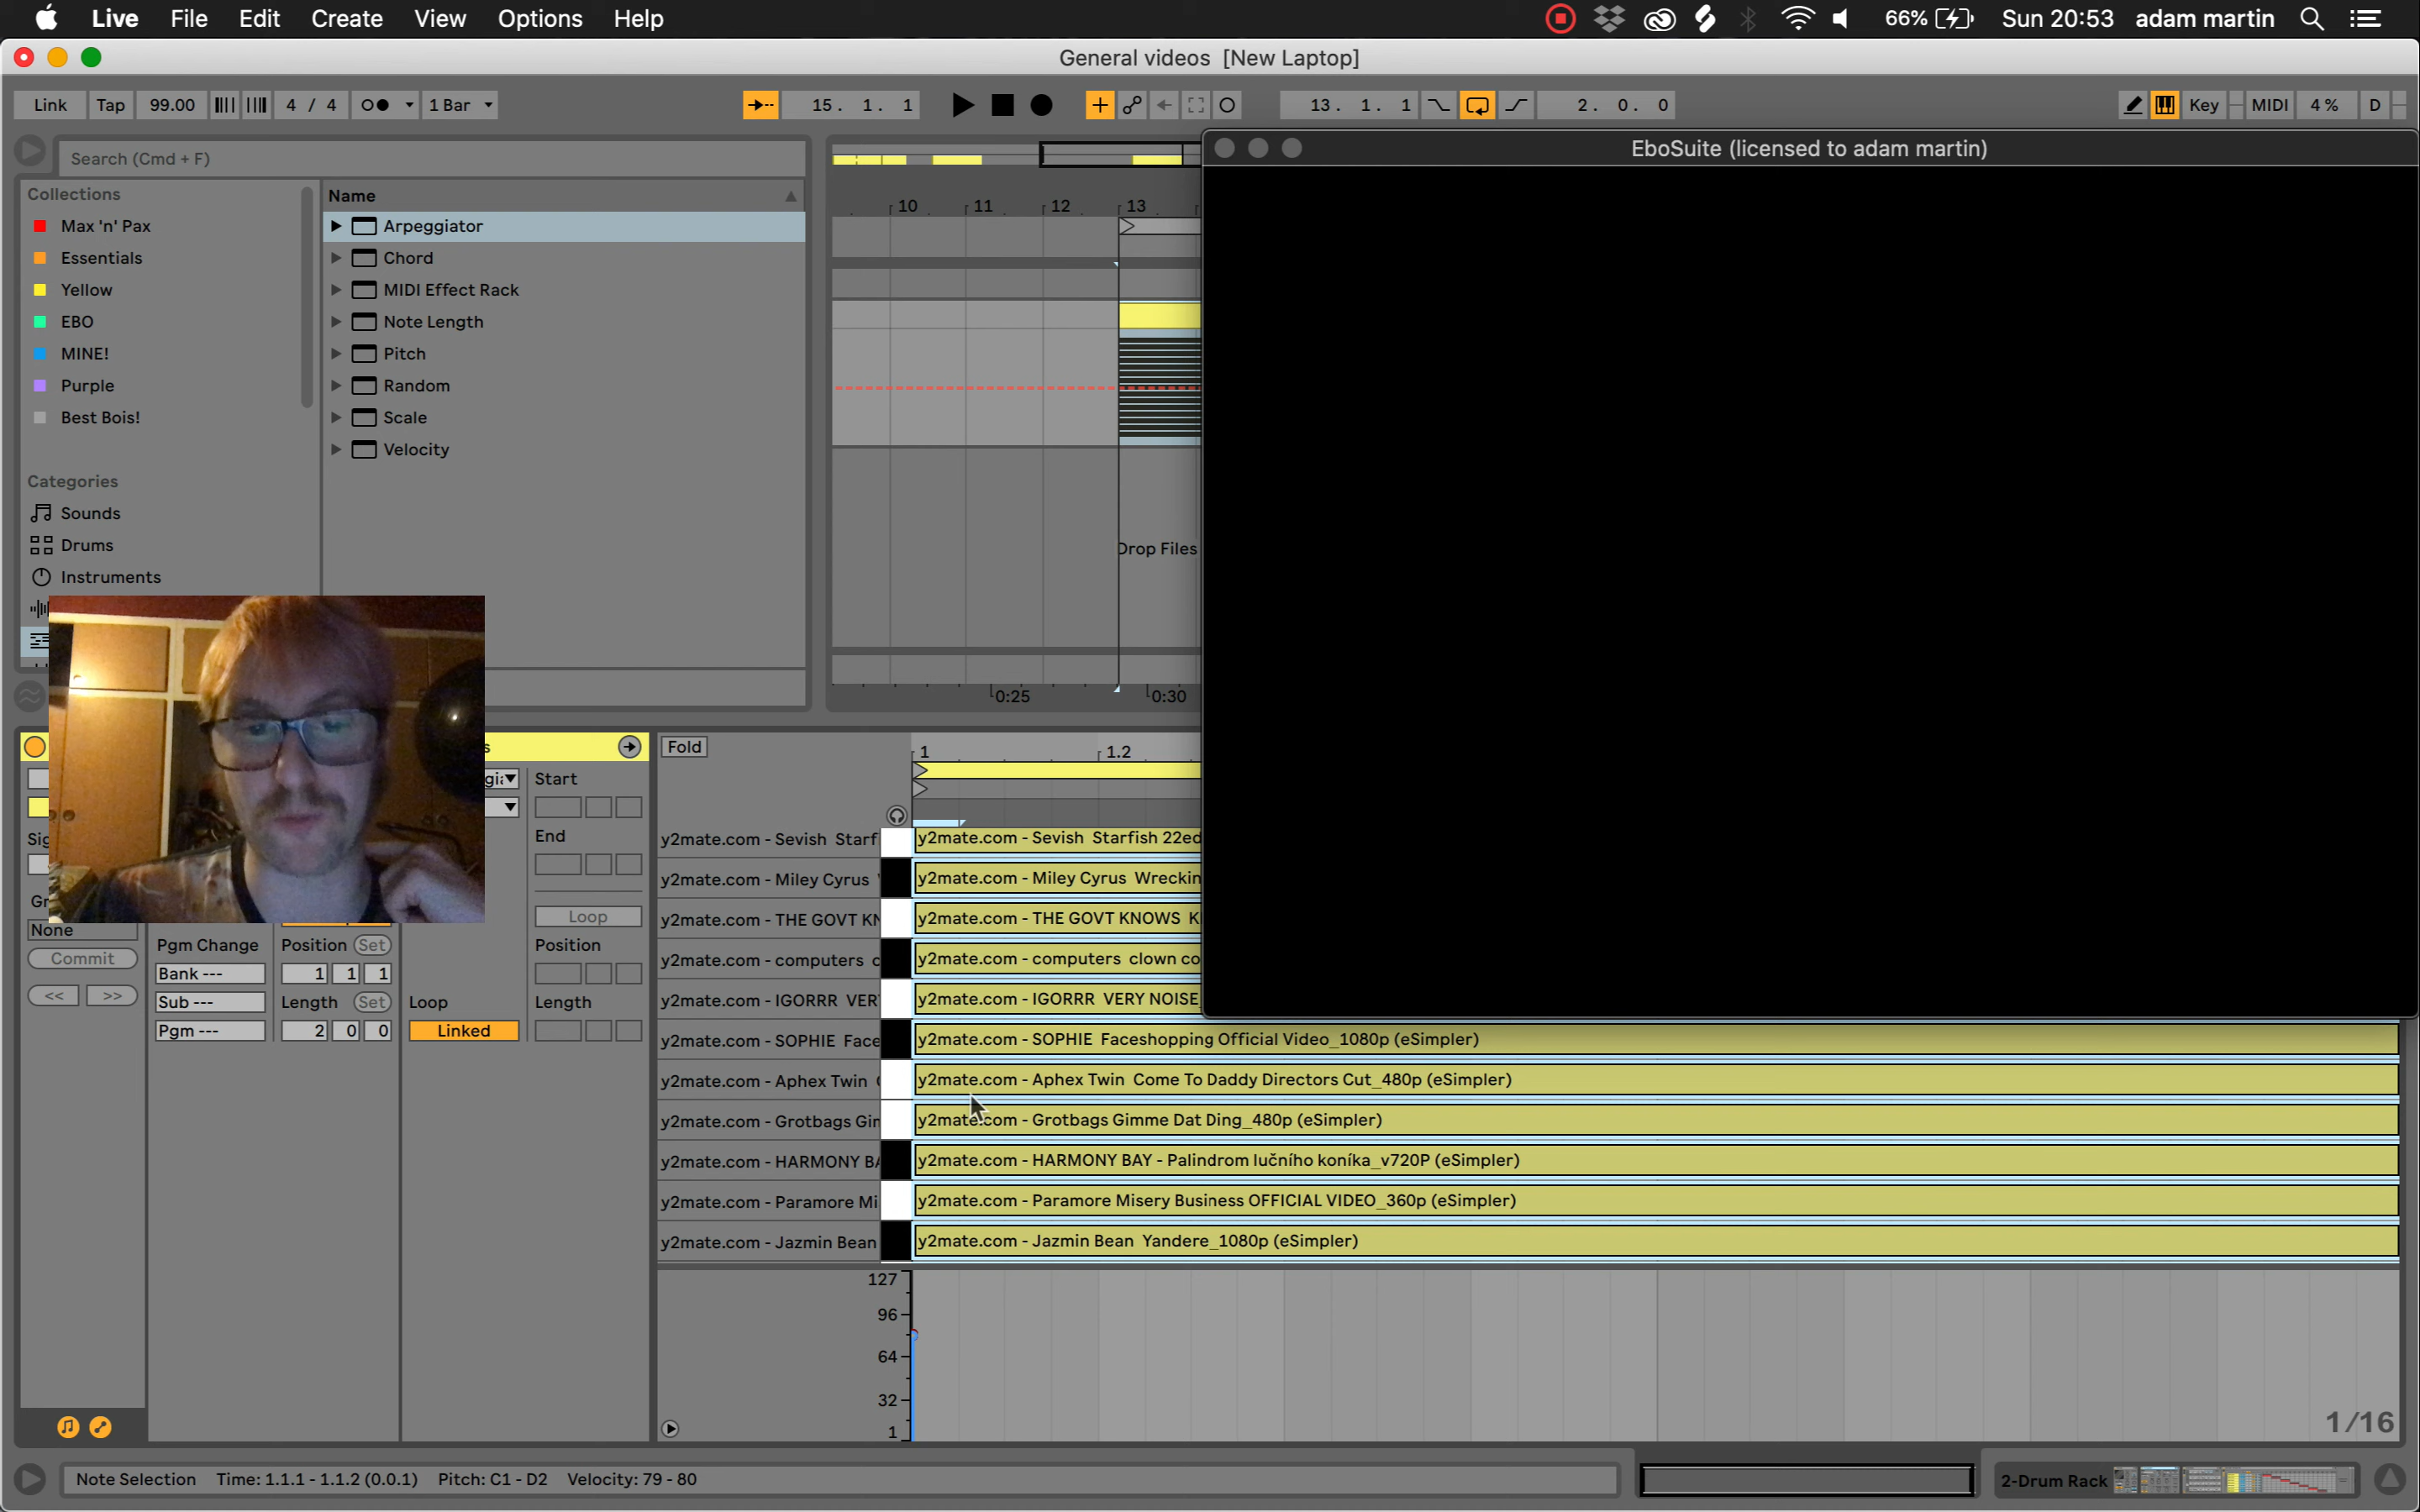 Live File Edit Create View Options Help 66% Sun 20:53 adam martin
General videos [New Laptop]
Link Tap 99.00 4 / 4 1 Bar 15. 1. 1 13. 1. 1 2. 0. 0 Key MIDI 4 % D
Search (Cmd + F)
EboSuite (licensed to adam martin)
Collections
Name
Max 'n' Pax
Essentials
Yellow
EBO
MINE!
Purple
Best Bois!
Arpeggiator
Chord
MIDI Effect Rack
Note Length
Pitch
Random
Scale
Velocity
10 11 12 13
Categories
Sounds
Drums
Instruments
Drop Files
0:25 0:30
Fold
1 1.2
Start
End
Loop
Position
Length
None
Commit
<< >>
Pgm Change
Bank ---
Sub ---
Pgm ---
Position Set
1 1 1
Length Set
2 0 0
Loop
Linked
y2mate.com - Sevish Starf
y2mate.com - Sevish Starfish 22ed
y2mate.com - Miley Cyrus
y2mate.com - Miley Cyrus Wreckin
y2mate.com - THE GOVT KN
y2mate.com - THE GOVT KNOWS K
y2mate.com - computers c
y2mate.com - computers clown co
y2mate.com - IGORRR VER
y2mate.com - IGORRR VERY NOISE
y2mate.com - SOPHIE Face
y2mate.com - SOPHIE Faceshopping Official Video_1080p (eSimpler)
y2mate.com - Aphex Twin
y2mate.com - Aphex Twin Come To Daddy Directors Cut_480p (eSimpler)
y2mate.com - Grotbags Gin
y2mate.com - Grotbags Gimme Dat Ding_480p (eSimpler)
y2mate.com - HARMONY BA
y2mate.com - HARMONY BAY - Palindrom lučního koníka_v720P (eSimpler)
y2mate.com - Paramore Mi
y2mate.com - Paramore Misery Business OFFICIAL VIDEO_360p (eSimpler)
y2mate.com - Jazmin Bean
y2mate.com - Jazmin Bean Yandere_1080p (eSimpler)
127
96
64
32
1
1/16
Note Selection Time: 1.1.1 - 1.1.2 (0.0.1) Pitch: C1 - D2 Velocity: 79 - 80
2-Drum Rack